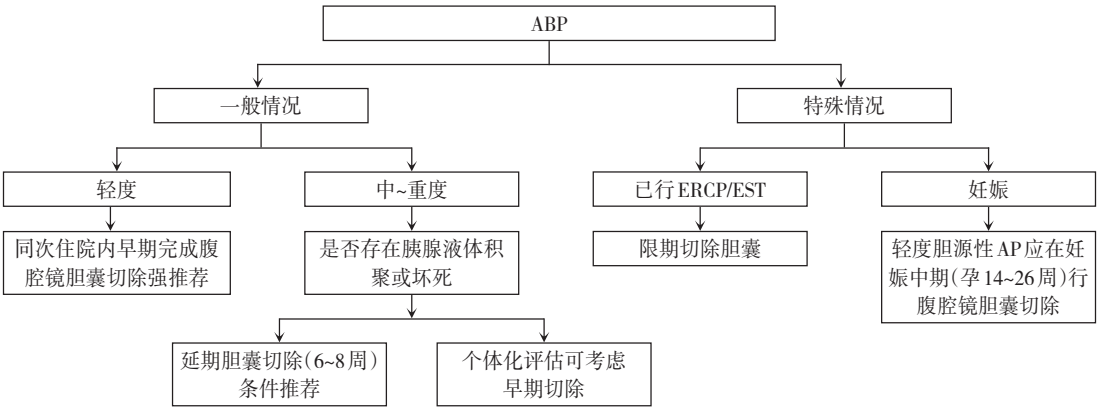 ABP
一般情况
特殊情况
轻度
中~重度
已行ERCP/EST
妊娠
同次住院内早期完成腹
腔镜胆囊切除强推荐
是否存在胰腺液体积
聚或坏死
限期切除胆囊
轻度胆源性AP应在妊
娠中期(孕14~26周)行
腹腔镜胆囊切除
延期胆囊切除(6~8周)
条件推荐
个体化评估可考虑
早期切除